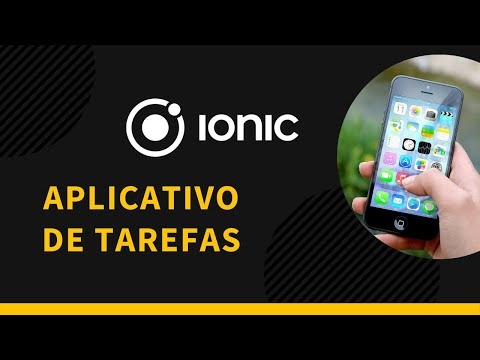 IONIC
APLICATIVO
DE TAREFAS